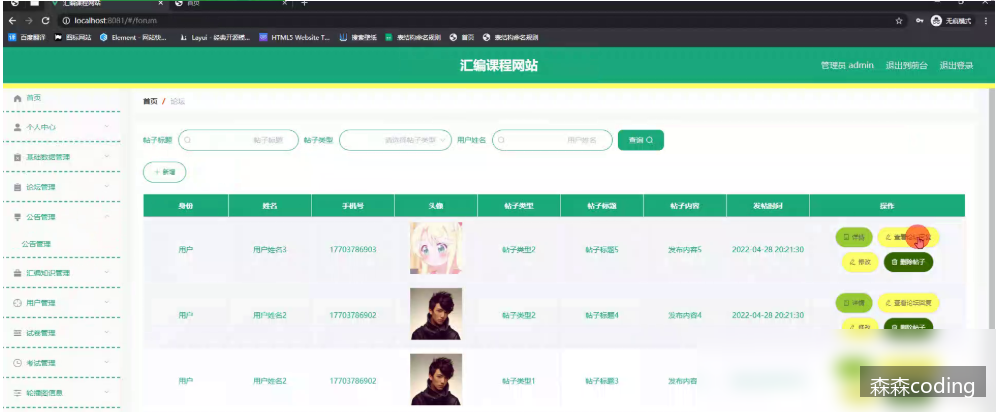 汇编课程网站 首页
localhost:8081/#/forum 无痕模式
百度翻译 图标网站 Element - 网站快... Layui - 经典开源模... HTML5 Website T... 搜索壁纸 表结构命名规则 首页 表结构命名规则
汇编课程网站
管理员 admin 退出到前台 退出登录
首页
首页 / 论坛
个人中心
帖子标题 帖子标题 帖子类型 请选择帖子类型 用户姓名 用户姓名 查询
基础数据管理
+ 新增
论坛管理
身份 姓名 手机号 头像 帖子类型 帖子标题 帖子内容 发帖时间 操作
公告管理
公告管理
用户 用户姓名3 17703786903 帖子类型2 帖子标题5 发布内容5 2022-04-28 20:21:30
详情 查看论坛回复
修改 删除帖子
汇编知识管理
用户管理
用户 用户姓名2 17703786902 帖子类型2 帖子标题4 发布内容4 2022-04-28 20:21:30
详情 查看论坛回复
修改 删除帖子
试卷管理
考试管理
用户 用户姓名2 17703786902 帖子类型1 帖子标题3 发布内容
轮播图信息
森森coding